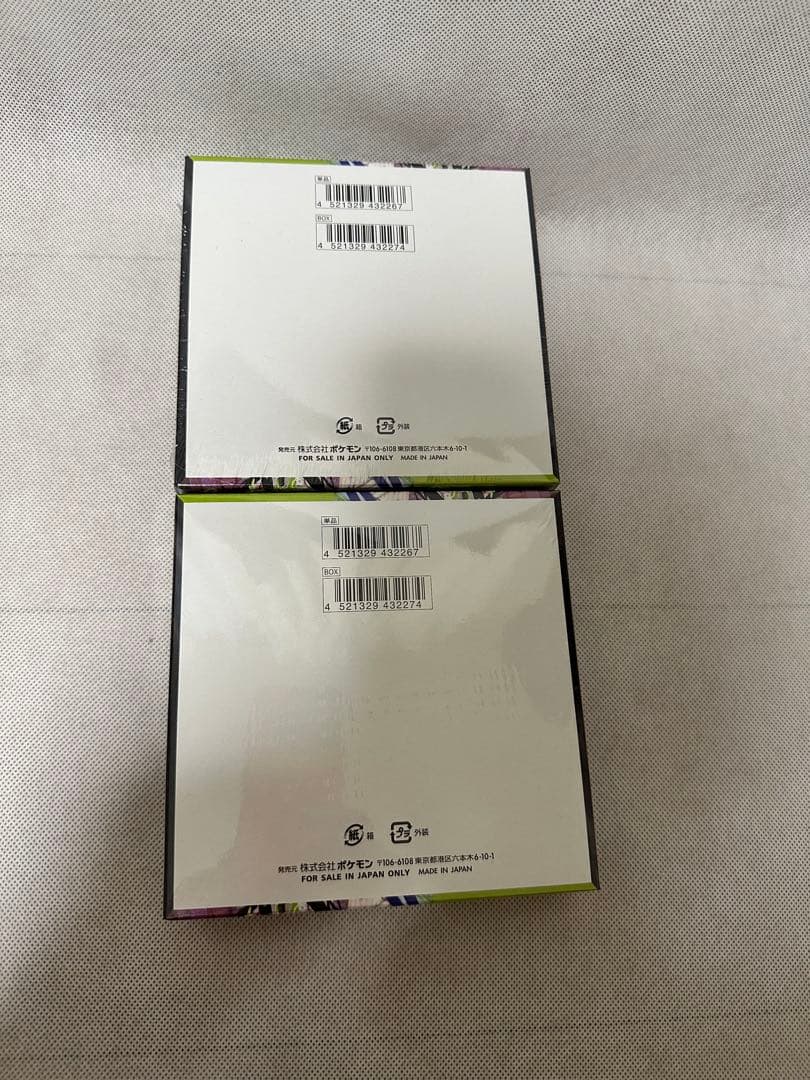 単品
4 521329 432267
BOX
4 521329 432274
紙 箱 プラ 外装
発売元 株式会社ポケモン 〒106-6108 東京都港区六本木6-10-1
FOR SALE IN JAPAN ONLY MADE IN JAPAN
単品
4 521329 432267
BOX
4 521329 432274
紙 箱 プラ 外装
発売元 株式会社ポケモン 〒106-6108 東京都港区六本木6-10-1
FOR SALE IN JAPAN ONLY MADE IN JAPAN